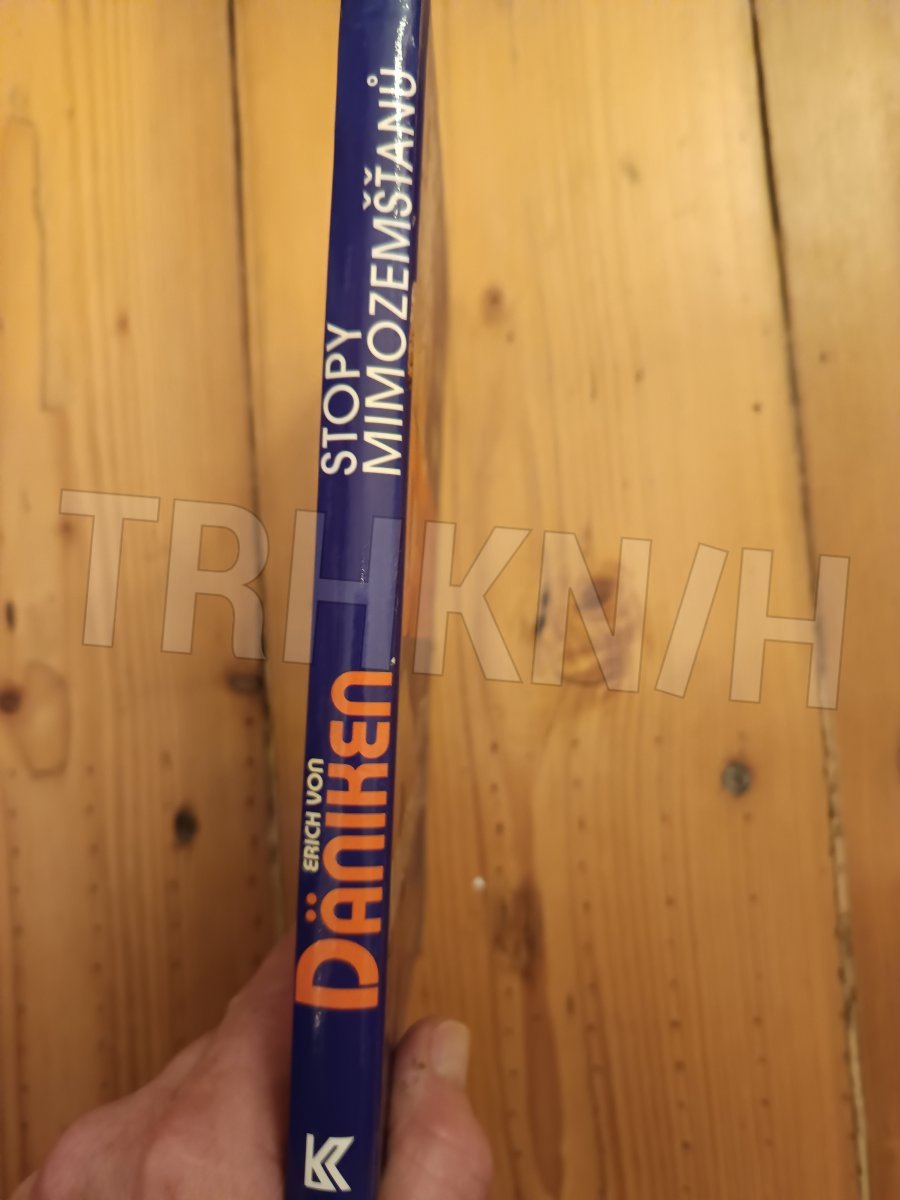 STOPY
MIMOZEMŠŤANŮ
ERICH VON
DÄNIKEN
TRHKNIH